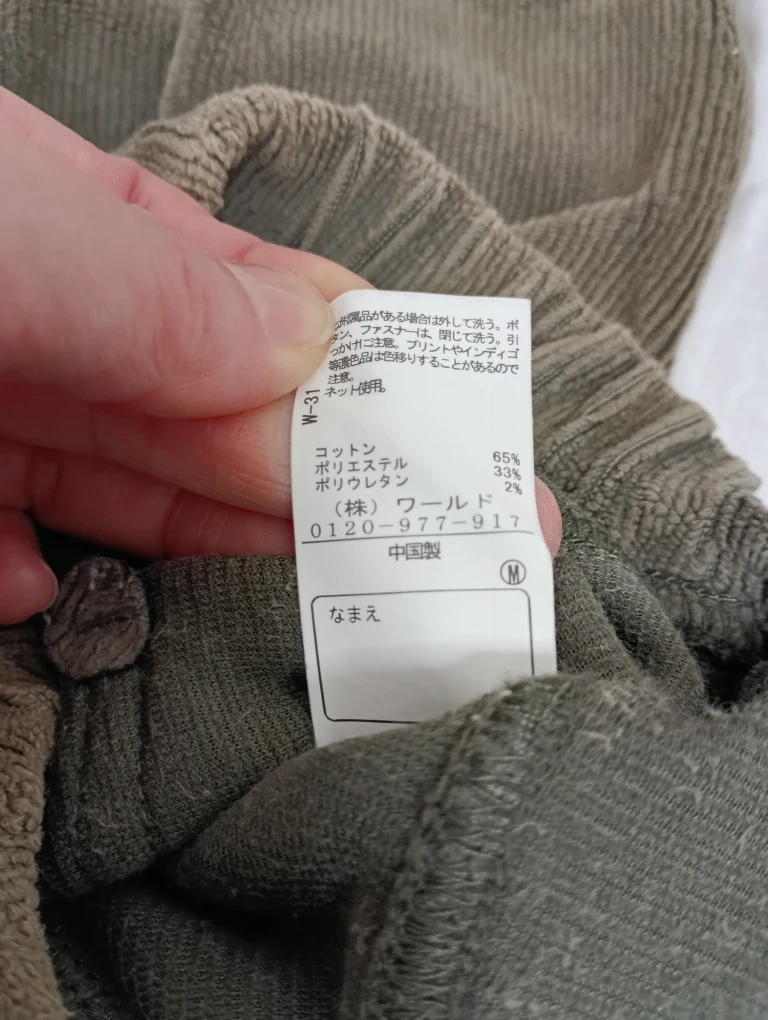 附属品がある場合は外して洗う。ボ
タン、ファスナーは、閉じて洗う。引
っかけに注意。プリントやインディゴ
等濃色品は色移りすることがあるので
注意。
ネット使用。
W-31
コットン 65%
ポリエステル 33%
ポリウレタン 2%
(株)ワールド
0120-977-917
中国製
Ⓜ
なまえ